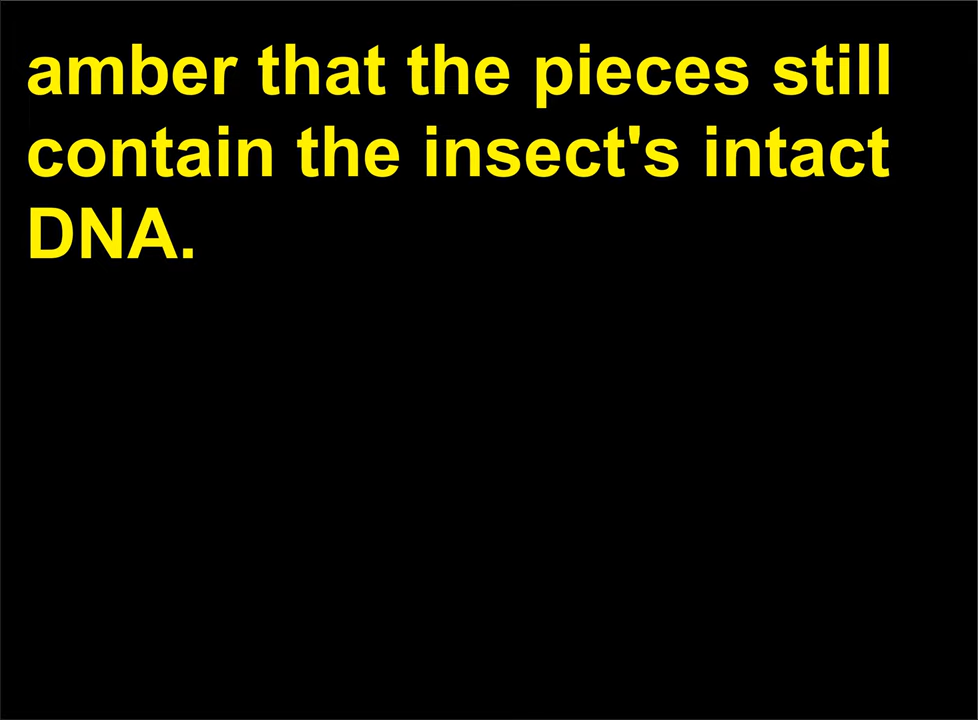 amber that the pieces still
contain the insect's intact
DNA.